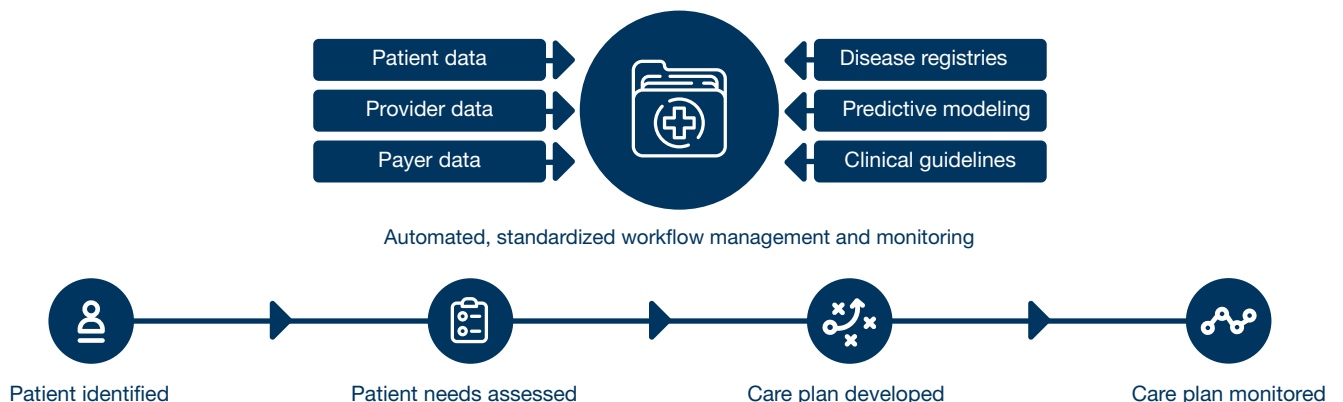 Patient data
Provider data
Payer data
Disease registries
Predictive modeling
Clinical guidelines
Automated, standardized workflow management and monitoring
Patient identified
Patient needs assessed
Care plan developed
Care plan monitored